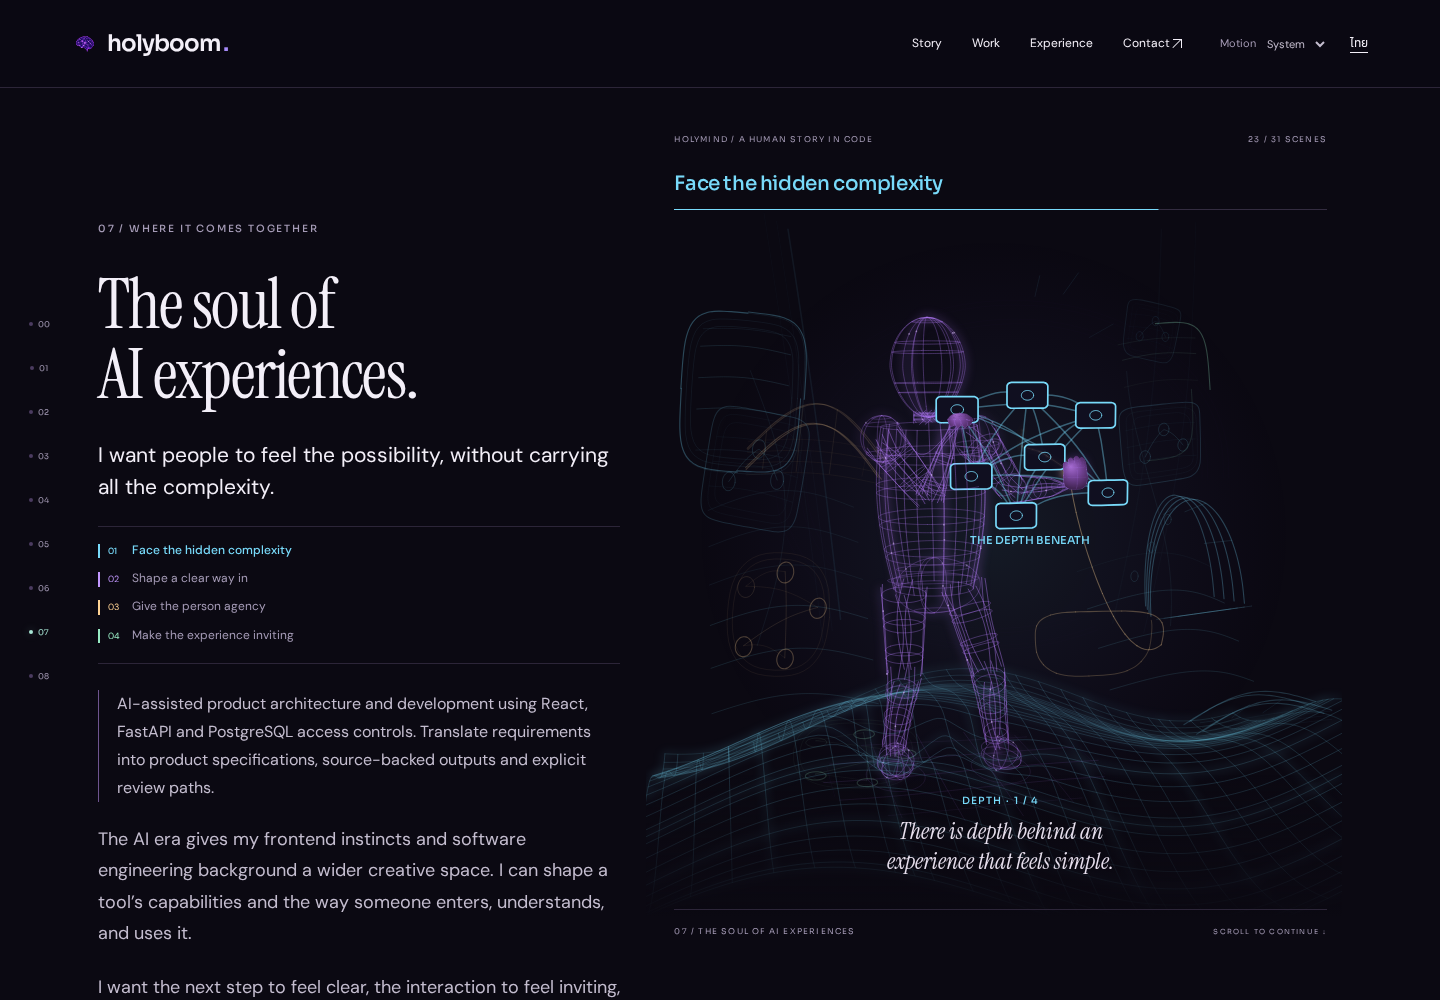 holyboom.
Story
Work
Experience
Contact
Motion
System
ไทย
HOLYMIND / A HUMAN STORY IN CODE
23 / 31 SCENES
Face the hidden complexity
07 / WHERE IT COMES TOGETHER
The soul of
AI experiences.
I want people to feel the possibility, without carrying
all the complexity.
01 Face the hidden complexity
02 Shape a clear way in
03 Give the person agency
04 Make the experience inviting
00
01
02
03
04
05
06
07
08
AI-assisted product architecture and development using React,
FastAPI and PostgreSQL access controls. Translate requirements
into product specifications, source-backed outputs and explicit
review paths.
The AI era gives my frontend instincts and software
engineering background a wider creative space. I can shape a
tool’s capabilities and the way someone enters, understands,
and uses it.
I want the next step to feel clear, the interaction to feel inviting,
THE DEPTH BENEATH
DEPTH · 1 / 4
There is depth behind an
experience that feels simple.
07 / THE SOUL OF AI EXPERIENCES
SCROLL TO CONTINUE ↓